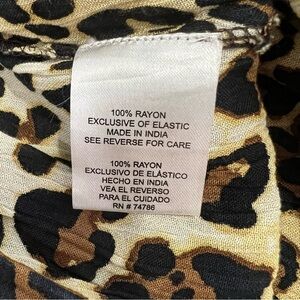 100% RAYON
EXCLUSIVE OF ELASTIC
MADE IN INDIA
SEE REVERSE FOR CARE
100% RAYON
EXCLUSIVO DE ELÁSTICO
HECHO EN INDIA
VEA EL REVERSO
PARA EL CUIDADO
RN # 74786